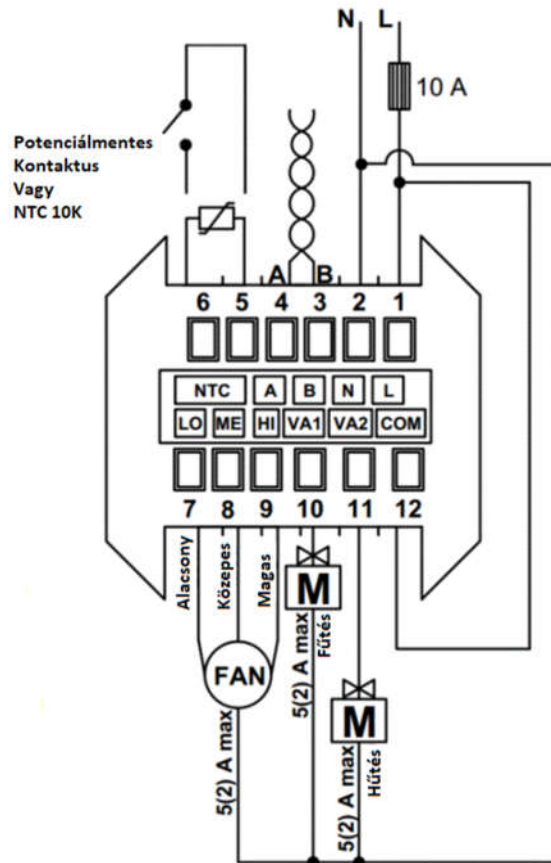 N L
10 A
Potenciálmentes
Kontaktus
Vagy
NTC 10K
A B
6 5 4 3 2 1
NTC A B N L
LO ME HI VA1 VA2 COM
7 8 9 10 11 12
Alacsony
Közepes
Magas
M
Fűtés
5(2) A max
FAN
5(2) A max
M
Hűtés
5(2) A max